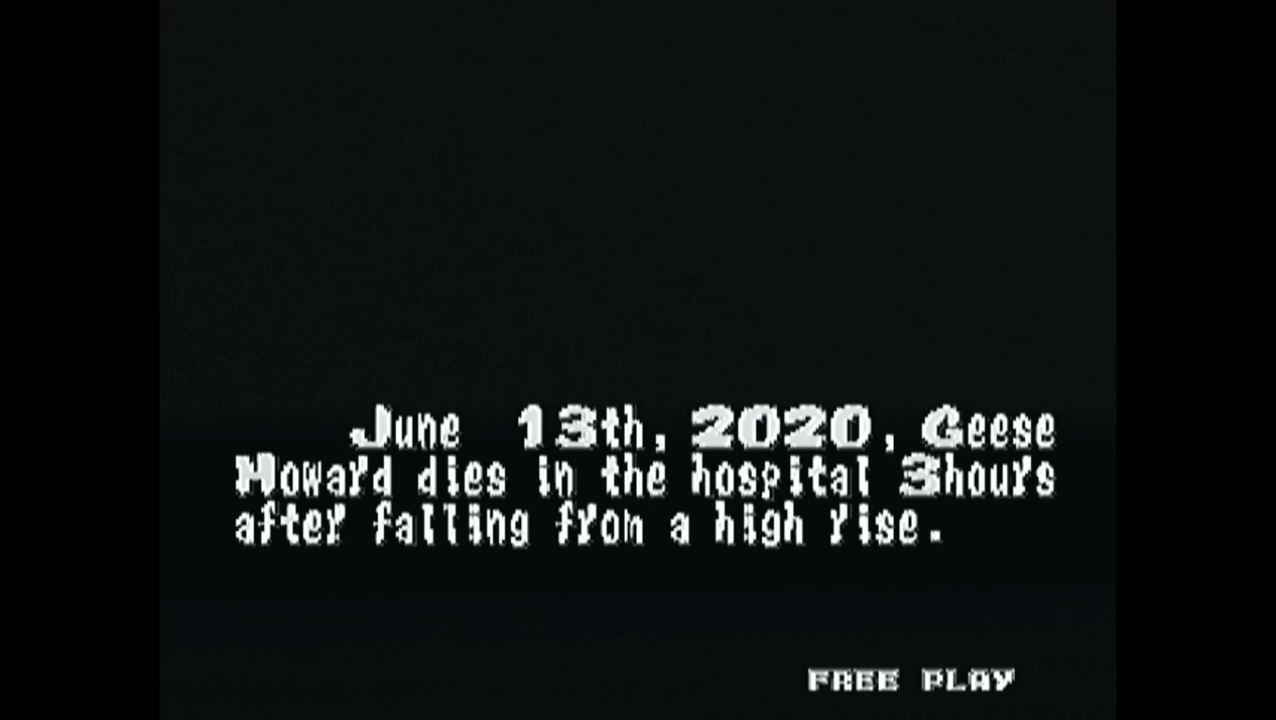 June 13th, 2020, Geese
Howard dies in the hospital 3hours
after falling from a high rise.
FREE PLAY